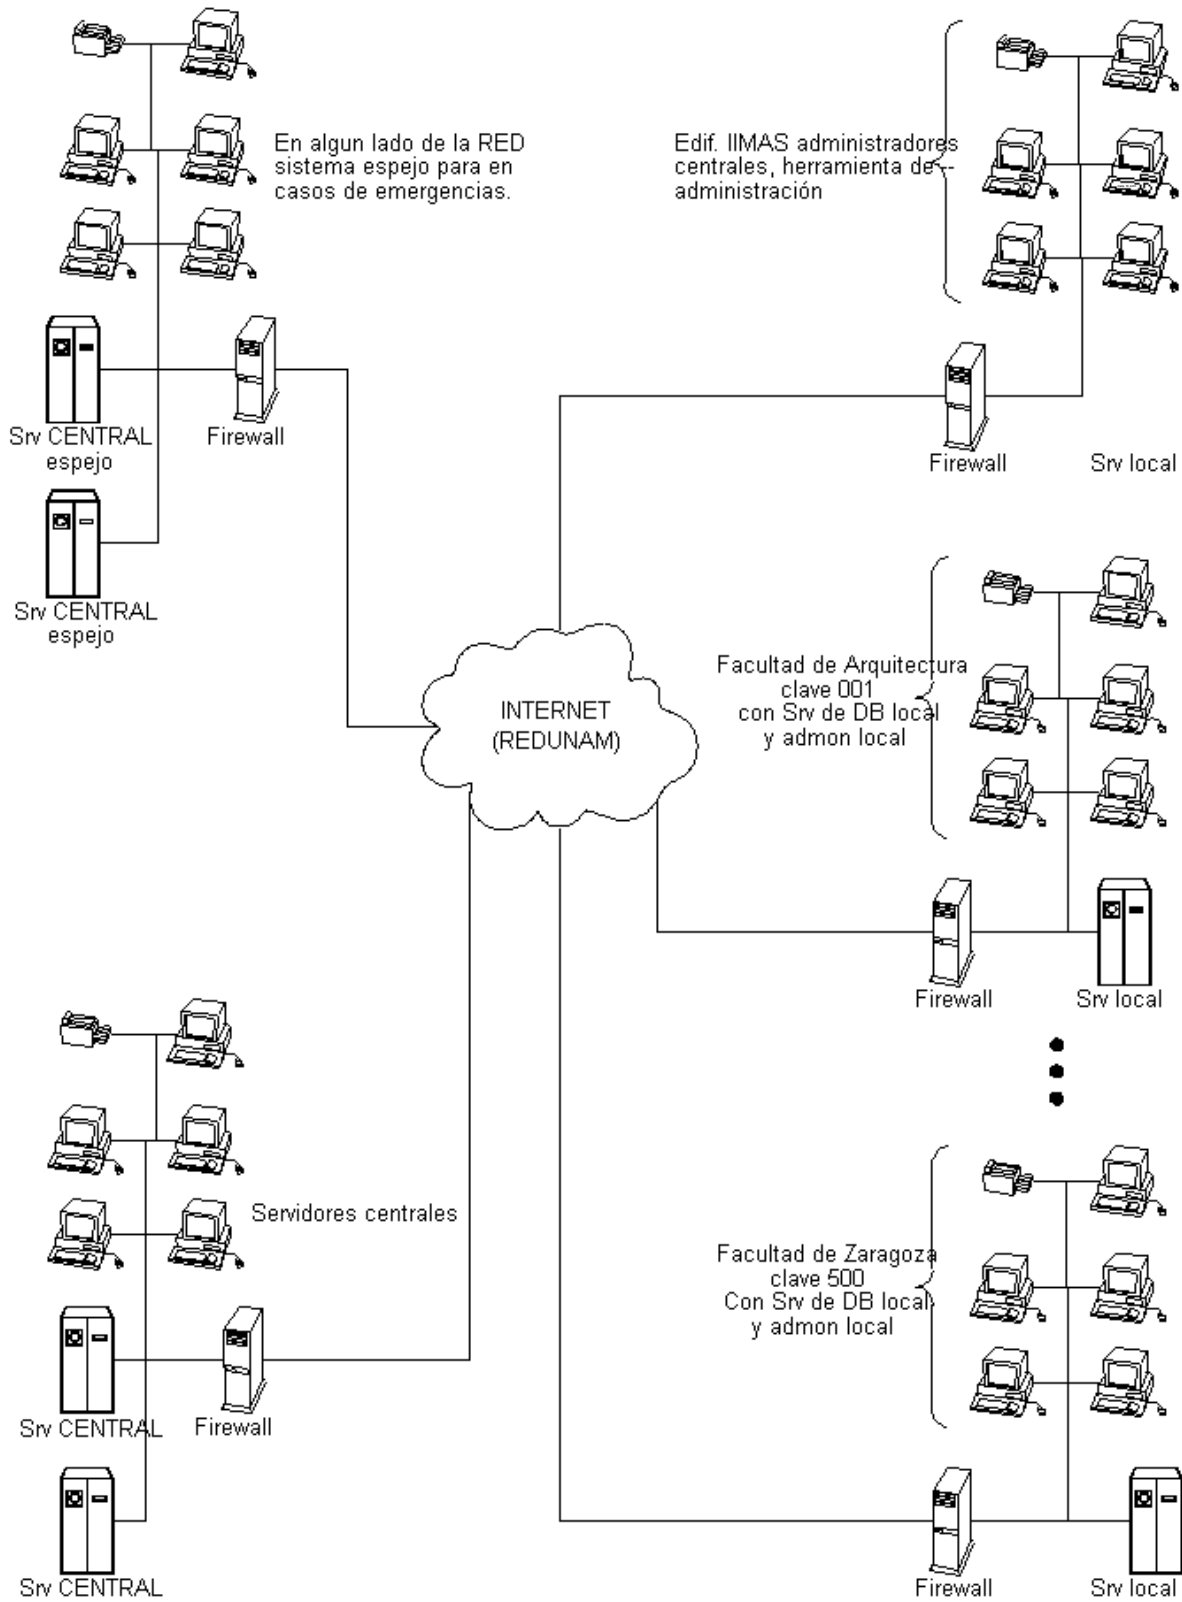 En algun lado de la RED
sistema espejo para en
casos de emergencias.
Edif. IIMAS administradores
centrales, herramienta de
administración
Srv CENTRAL
espejo
Firewall
Firewall
Srv local
Srv CENTRAL
espejo
INTERNET
(REDUNAM)
Facultad de Arquitectura
clave 001
con Srv de DB local
y admon local
Firewall
Srv local
Servidores centrales
Facultad de Zaragoza
clave 500
Con Srv de DB local
y admon local
Srv CENTRAL
Firewall
Srv CENTRAL
Firewall
Srv local